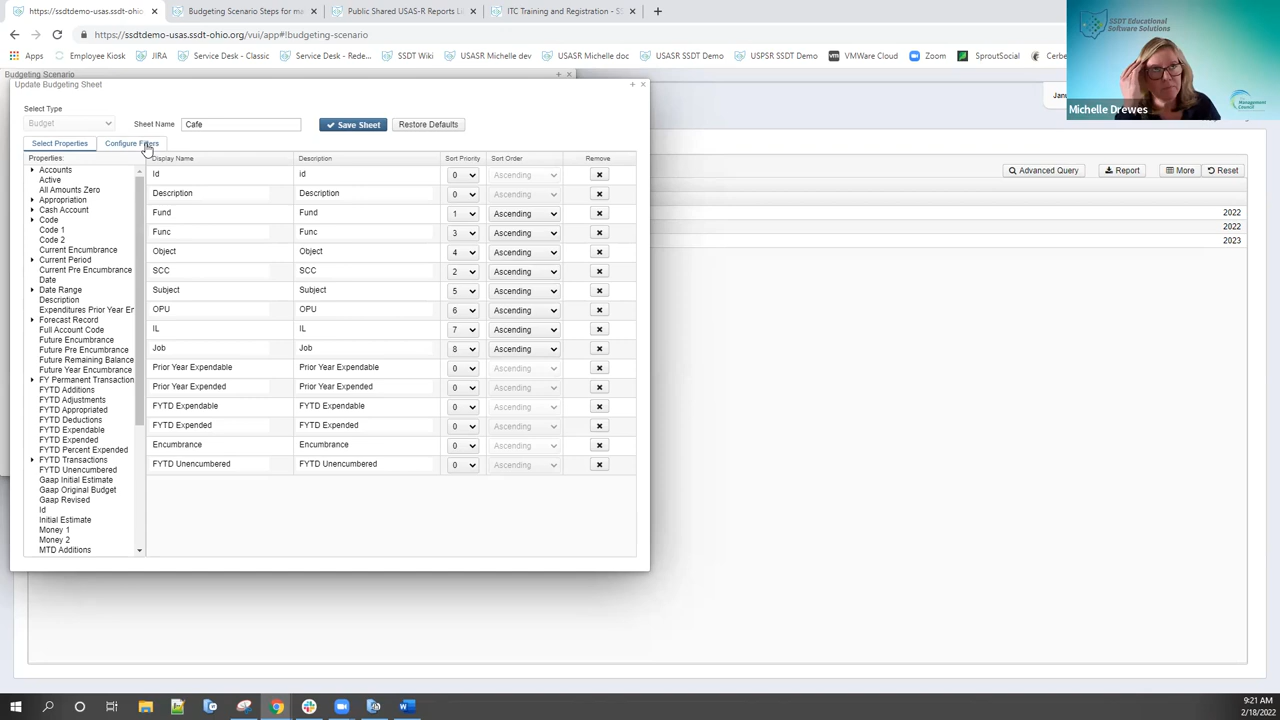 https://ssdtdemo-usas.ssdt-ohio.org
Budgeting Scenario Steps for ma
Public Shared USAS-R Reports Li
ITC Training and Registration - SS
https://ssdtdemo-usas.ssdt-ohio.org/vui/app#!budgeting-scenario
Apps
Employee Kiosk
JIRA
Service Desk - Cust...
Service Desk - Rede...
SSDT Wiki
USASR Michelle dev
USASR Michelle doc
USASR SSDT Demo
USPSR SSDT Demo
VMWare Cloud
Zoom
SproutSocial
Cerber
SSDT Educational
Software Solutions
Management
Council
Michelle Drewes
Budgeting Scenario
Update Budgeting Sheet
Select Type
Budget
Sheet Name
Cafe
Save Sheet
Restore Defaults
Select Properties
Configure Filters
Properties:
Accounts
Active
All Amounts Zero
Appropriation
Cash Account
Code
Code 1
Code 2
Current Encumbrance
Current Period
Current Pre Encumbrance
Date
Date Range
Description
Expenditures Prior Year En
Forecast Record
Full Account Code
Future Encumbrance
Future Pre Encumbrance
Future Remaining Balance
Future Year Encumbrance
FY Permanent Transaction
FYTD Additions
FYTD Adjustments
FYTD Appropriated
FYTD Deductions
FYTD Expendable
FYTD Expended
FYTD Percent Expended
FYTD Transactions
FYTD Unencumbered
Gaap Initial Estimate
Gaap Original Budget
Gaap Revised
Id
Initial Estimate
Money 1
Money 2
MTD Additions
Display Name Description Sort Priority Sort Order Remove
Id id 0 Ascending
Description Description 0 Ascending
Fund Fund 1 Ascending
Func Func 3 Ascending
Object Object 4 Ascending
SCC SCC 2 Ascending
Subject Subject 5 Ascending
OPU OPU 6 Ascending
IL IL 7 Ascending
Job Job 8 Ascending
Prior Year Expendable Prior Year Expendable 0 Ascending
Prior Year Expended Prior Year Expended 0 Ascending
FYTD Expendable FYTD Expendable 0 Ascending
FYTD Expended FYTD Expended 0 Ascending
Encumbrance Encumbrance 0 Ascending
FYTD Unencumbered FYTD Unencumbered 0 Ascending
Advanced Query
Report
More
Reset
2022
2022
2023
9:21 AM
2/18/2022